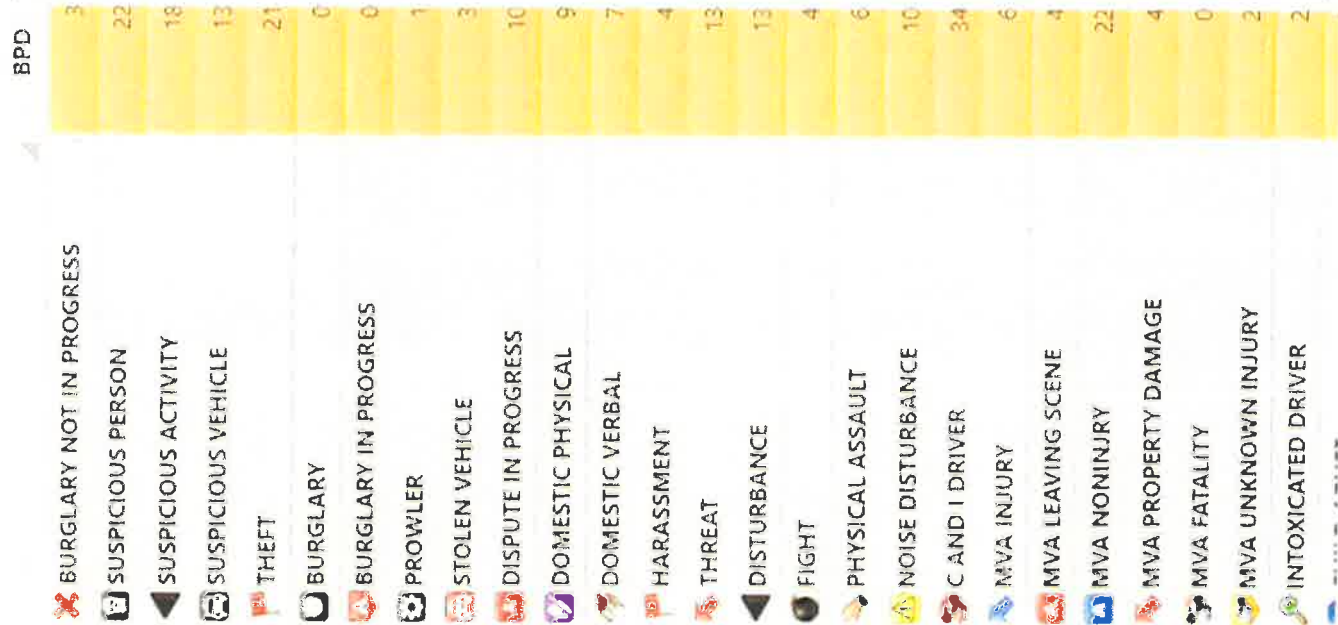 BPD
BURGLARY NOT IN PROGRESS 3
SUSPICIOUS PERSON 22
SUSPICIOUS ACTIVITY 18
SUSPICIOUS VEHICLE 13
THEFT 21
BURGLARY 0
BURGLARY IN PROGRESS 0
PROWLER 1
STOLEN VEHICLE 3
DISPUTE IN PROGRESS 10
DOMESTIC PHYSICAL 9
DOMESTIC VERBAL 7
HARASSMENT 4
THREAT 13
DISTURBANCE 13
FIGHT 4
PHYSICAL ASSAULT 6
NOISE DISTURBANCE 10
C AND I DRIVER 34
MVA INJURY 6
MVA LEAVING SCENE 4
MVA NONINJRY 22
MVA PROPERTY DAMAGE 4
MVA FATALITY 0
MVA UNKNOWN INJURY 2
INTOXICATED DRIVER 2